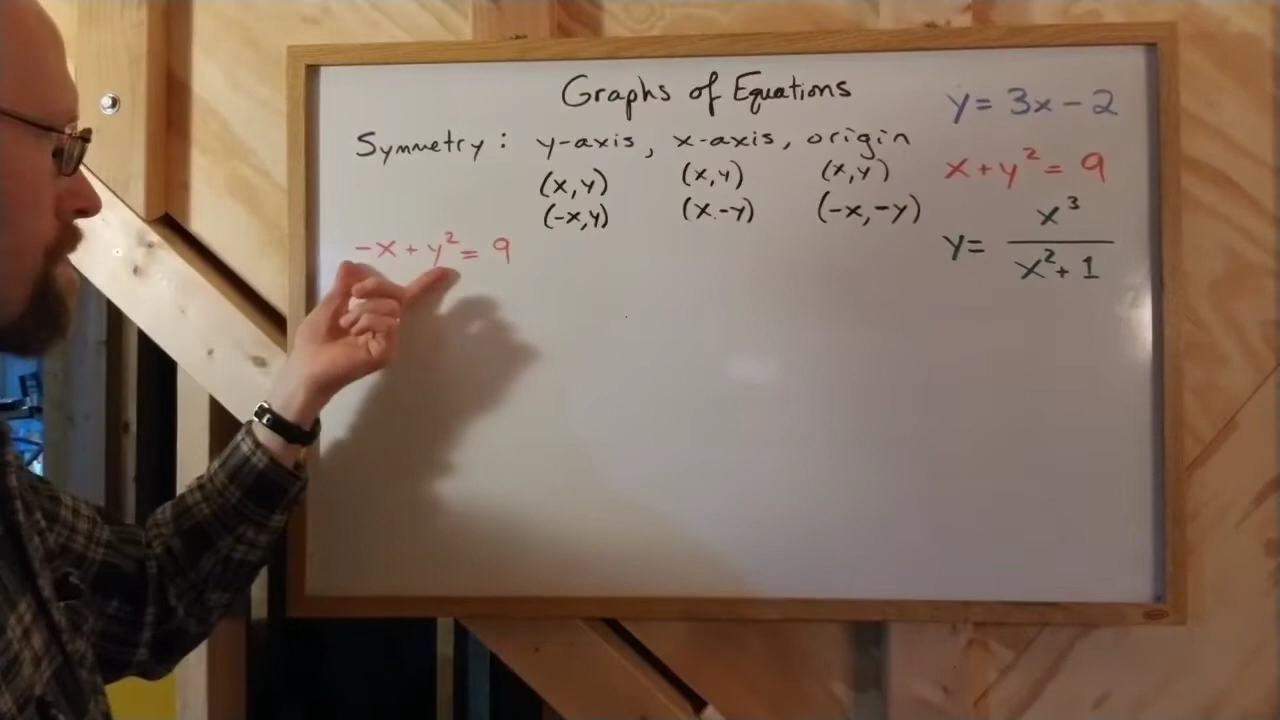 Graphs of Equations
Symmetry: y-axis, x-axis, origin
(x,y) (x,y) (x,y)
(-x,y) (x,-y) (-x,-y)
-x+y²= 9
y= 3x-2
x+y²= 9
y= x³/(x²+1)